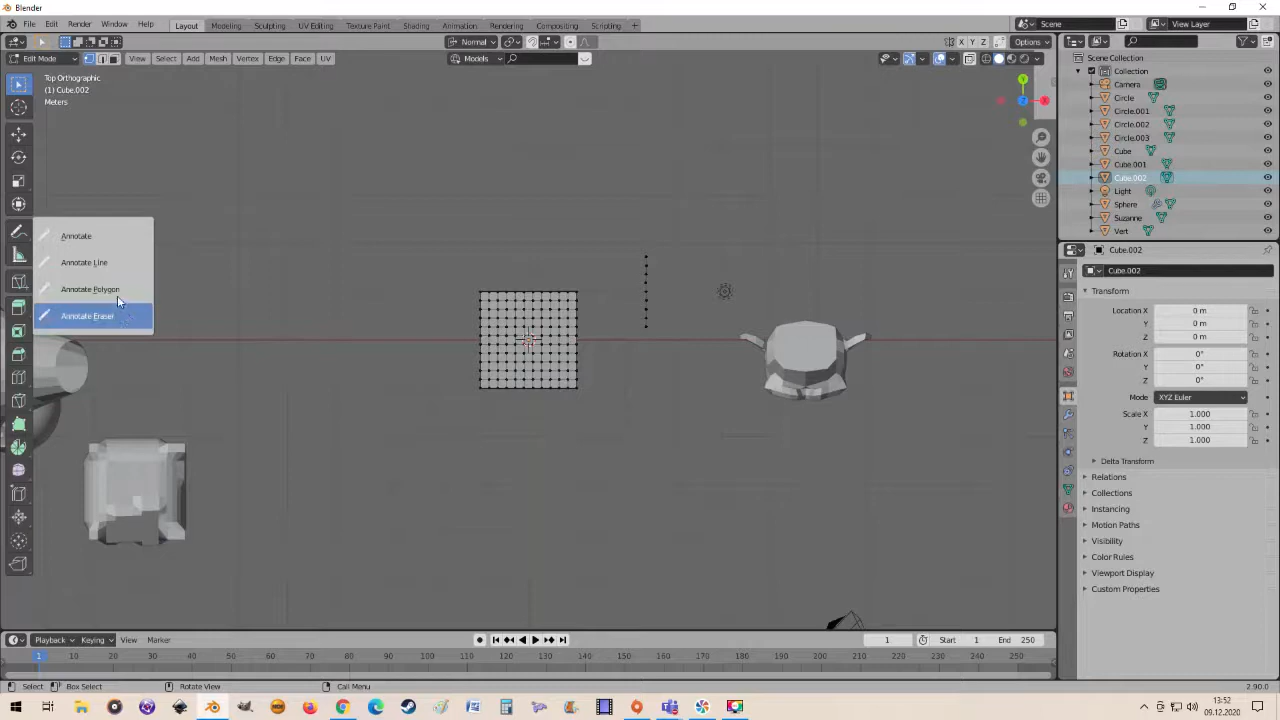 Blender
File Edit Render Window Help Layout Modeling Sculpting UV Editing Texture Paint Shading Animation Rendering Compositing Scripting + Scene View Layer
Normal X Y Z Options
Edit Mode View Select Add Mesh Vertex Edge Face UV Models
Top Orthographic
(1) Cube.002
Meters
Annotate
Annotate Line
Annotate Polygon
Annotate Eraser
X
Y
Z
Scene Collection
Collection
Camera
Circle
Circle.001
Circle.002
Circle.003
Cube
Cube.001
Cube.002
Light
Sphere
Suzanne
Vert
Cube.002
Cube.002
Transform
Location X 0 m
Y 0 m
Z 0 m
Rotation X 0°
Y 0°
Z 0°
Mode XYZ Euler
Scale X 1.000
Y 1.000
Z 1.000
Delta Transform
Relations
Collections
Instancing
Motion Paths
Visibility
Color Rules
Viewport Display
Custom Properties
Playback Keying View Marker 1 Start 1 End 250
1 10 20 30 40 50 60 70 80 90 100 110 120 130 140 150 160 170 180 190 200 210 220 230 240 250
Select Box Select Rotate View Call Menu 2.90.0
13:52
09.12.2020